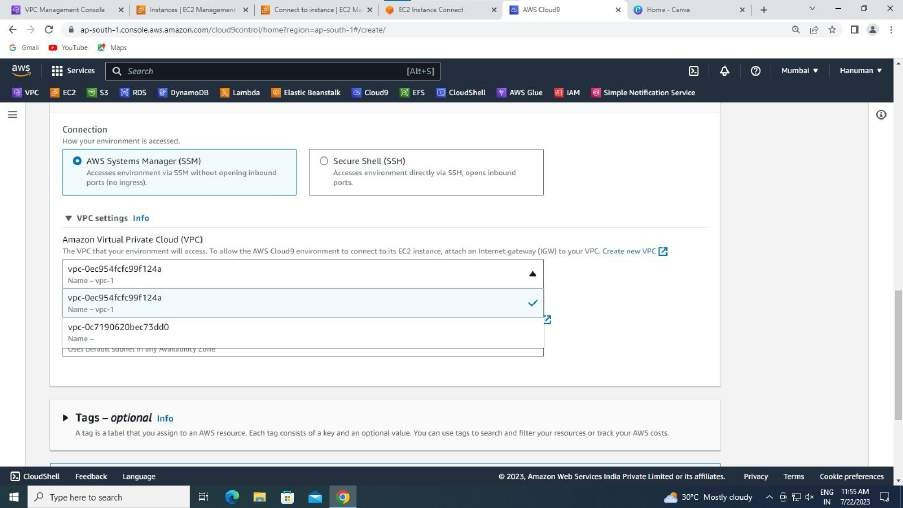 VPC Management Console
Instances | EC2 Management
Connect to instance | EC2 Ma
EC2 Instance Connect
AWS Cloud9
Home - Canva
ap-south-1.console.aws.amazon.com/cloud9control/home?region=ap-south-1#/create/
Gmail YouTube Maps
aws Services Search [Alt+S] Mumbai Hanuman
VPC EC2 S3 RDS DynamoDB Lambda Elastic Beanstalk Cloud9 EFS CloudShell AWS Glue IAM Simple Notification Service
Connection
How your environment is accessed.
AWS Systems Manager (SSM)
Accesses environment via SSM without opening inbound
ports (no ingress).
Secure Shell (SSH)
Accesses environment directly via SSH, opens inbound
ports.
VPC settings Info
Amazon Virtual Private Cloud (VPC)
The VPC that your environment will access. To allow the AWS Cloud9 environment to connect to its EC2 instance, attach an internet gateway (IGW) to your VPC. Create new VPC
vpc-0ec954fcfc99f124a
Name – vpc-1
vpc-0ec954fcfc99f124a
Name – vpc-1
vpc-0c7190620bec73dd0
Name –
Uses default subnet in any Availability Zone
Tags – optional Info
A tag is a label that you assign to an AWS resource. Each tag consists of a key and an optional value. You can use tags to search and filter your resources or track your AWS costs.
CloudShell Feedback Language © 2023, Amazon Web Services India Private Limited or its affiliates. Privacy Terms Cookie preferences
Type here to search
30°C Mostly cloudy
ENG
IN
11:55 AM
7/22/2023